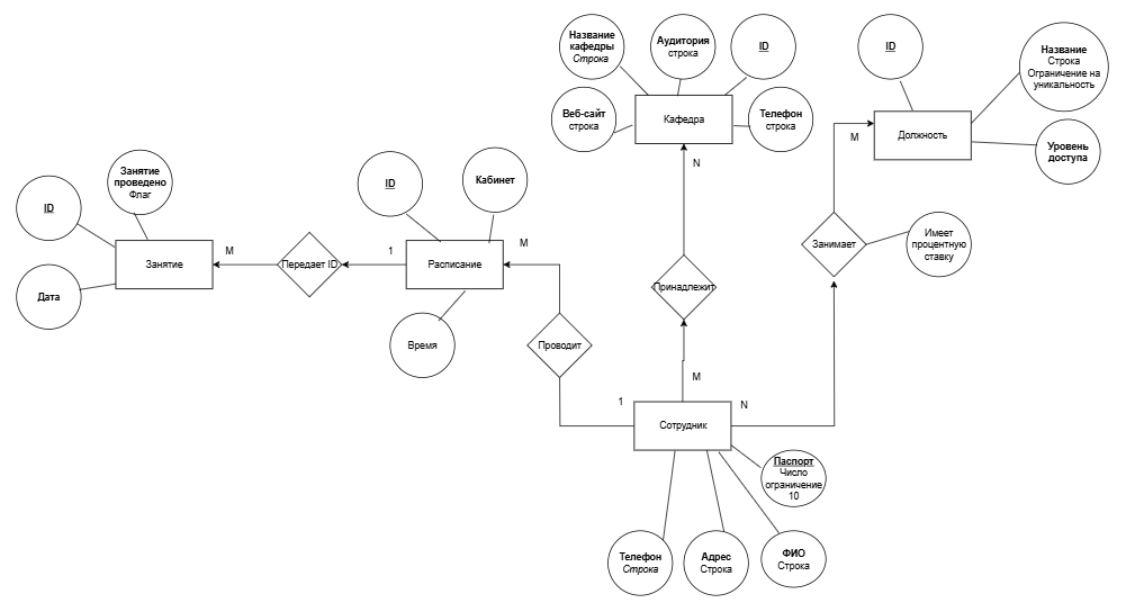 Название
кафедры
Строка
Аудитория
строка
ID
ID
Название
Строка
Ограничение на
уникальность
Веб-сайт
строка
Кафедра
Телефон
строка
Должность
M
Уровень
доступа
Занятие
проведено
Флаг
ID
ID
Кабинет
N
Занимает
Имеет
процентную
ставку
M
1
M
Занятие
Передает ID
Расписание
Дата
Принадлежит
Время
Проводит
M
1
N
Сотрудник
Паспорт
Число
ограничение
10
Телефон
Строка
Адрес
Строка
ФИО
Строка